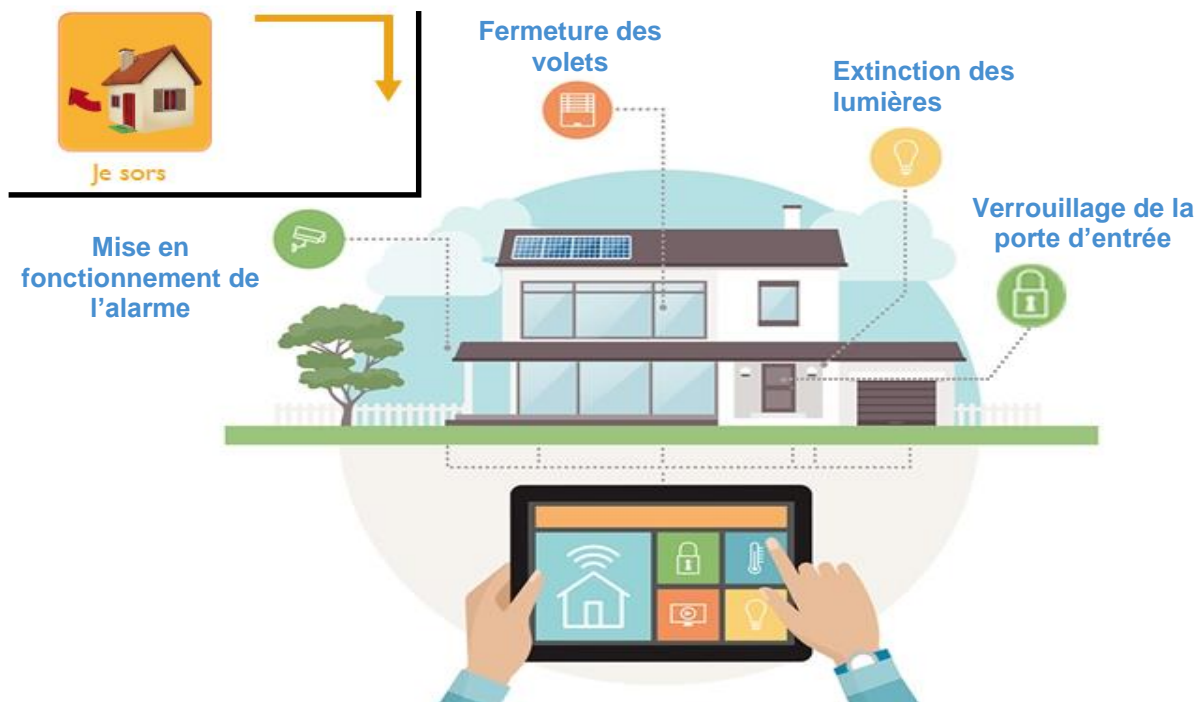 Je sors
Fermeture des
volets
Extinction des
lumières
Verrouillage de la
porte d’entrée
Mise en
fonctionnement de
l’alarme